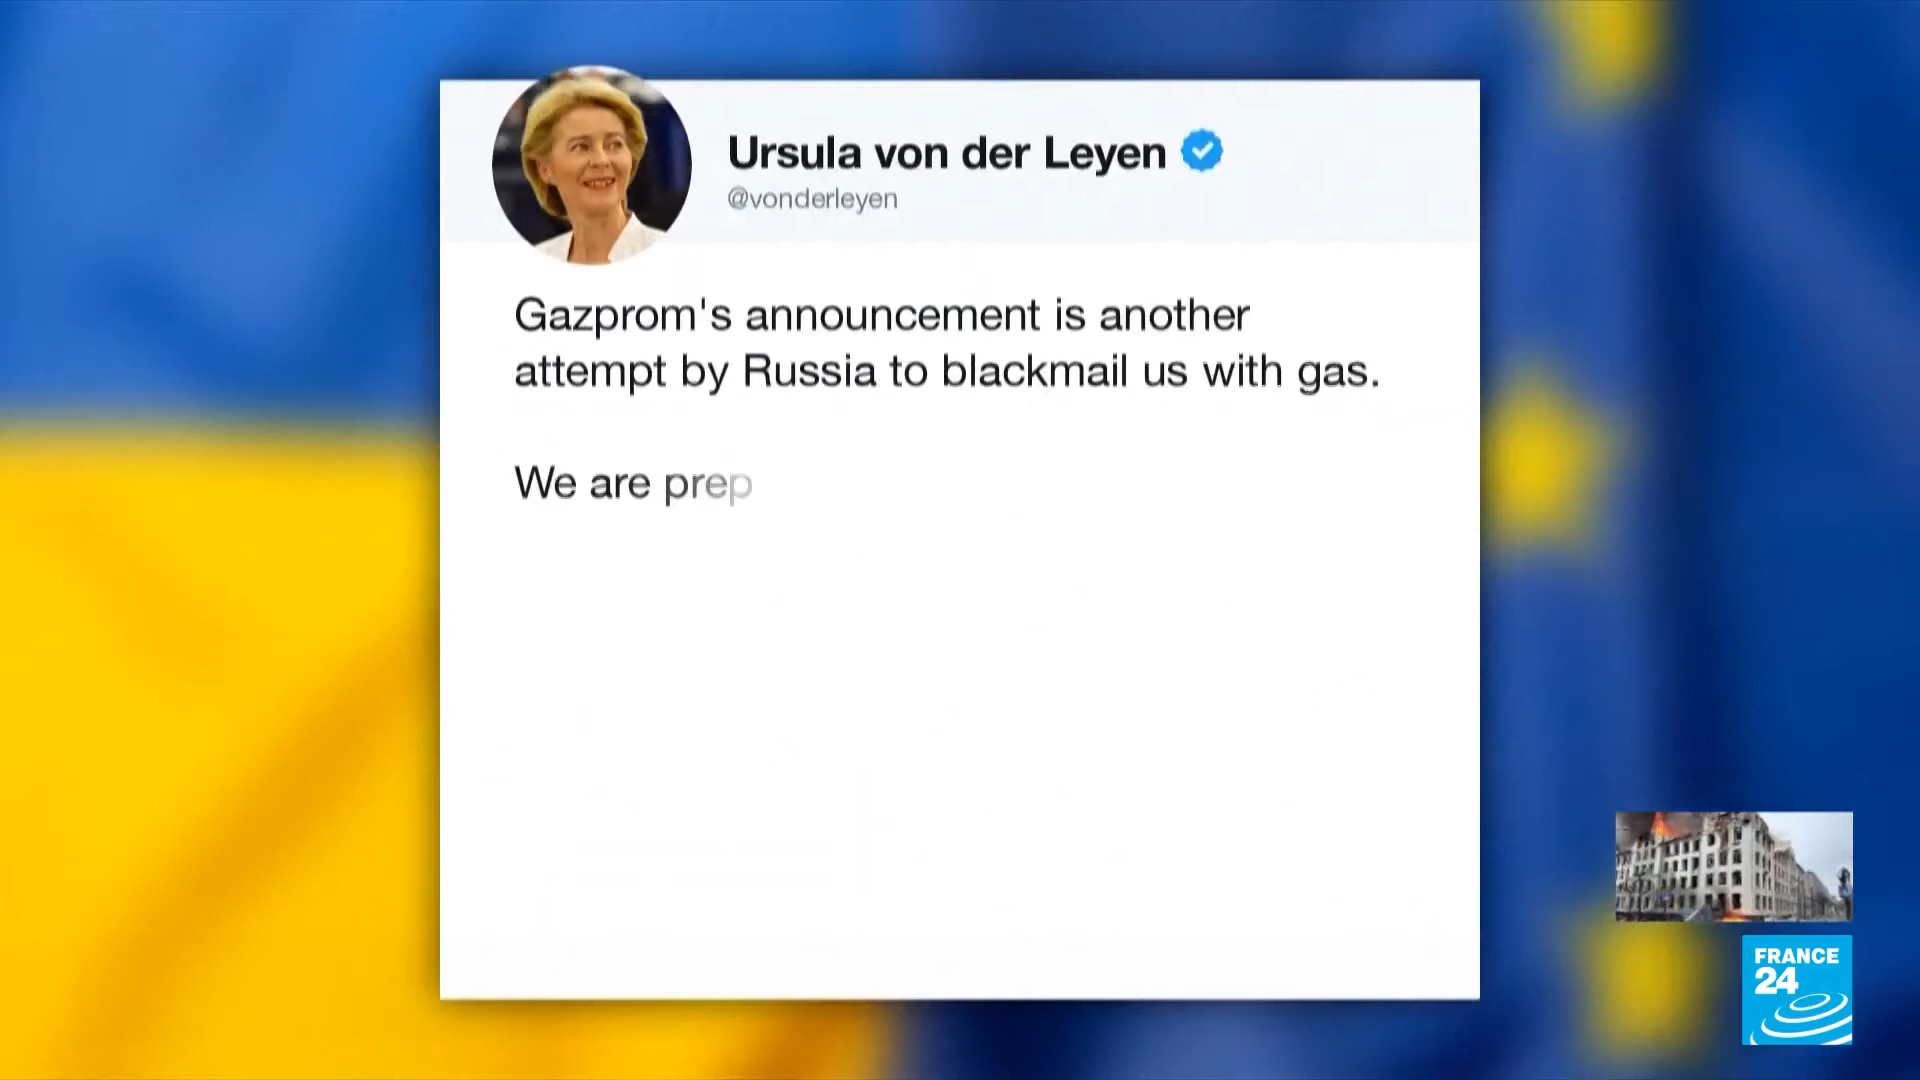 Ursula von der Leyen
@vonderleyen
Gazprom's announcement is another
attempt by Russia to blackmail us with gas.
We are prep
FRANCE
24